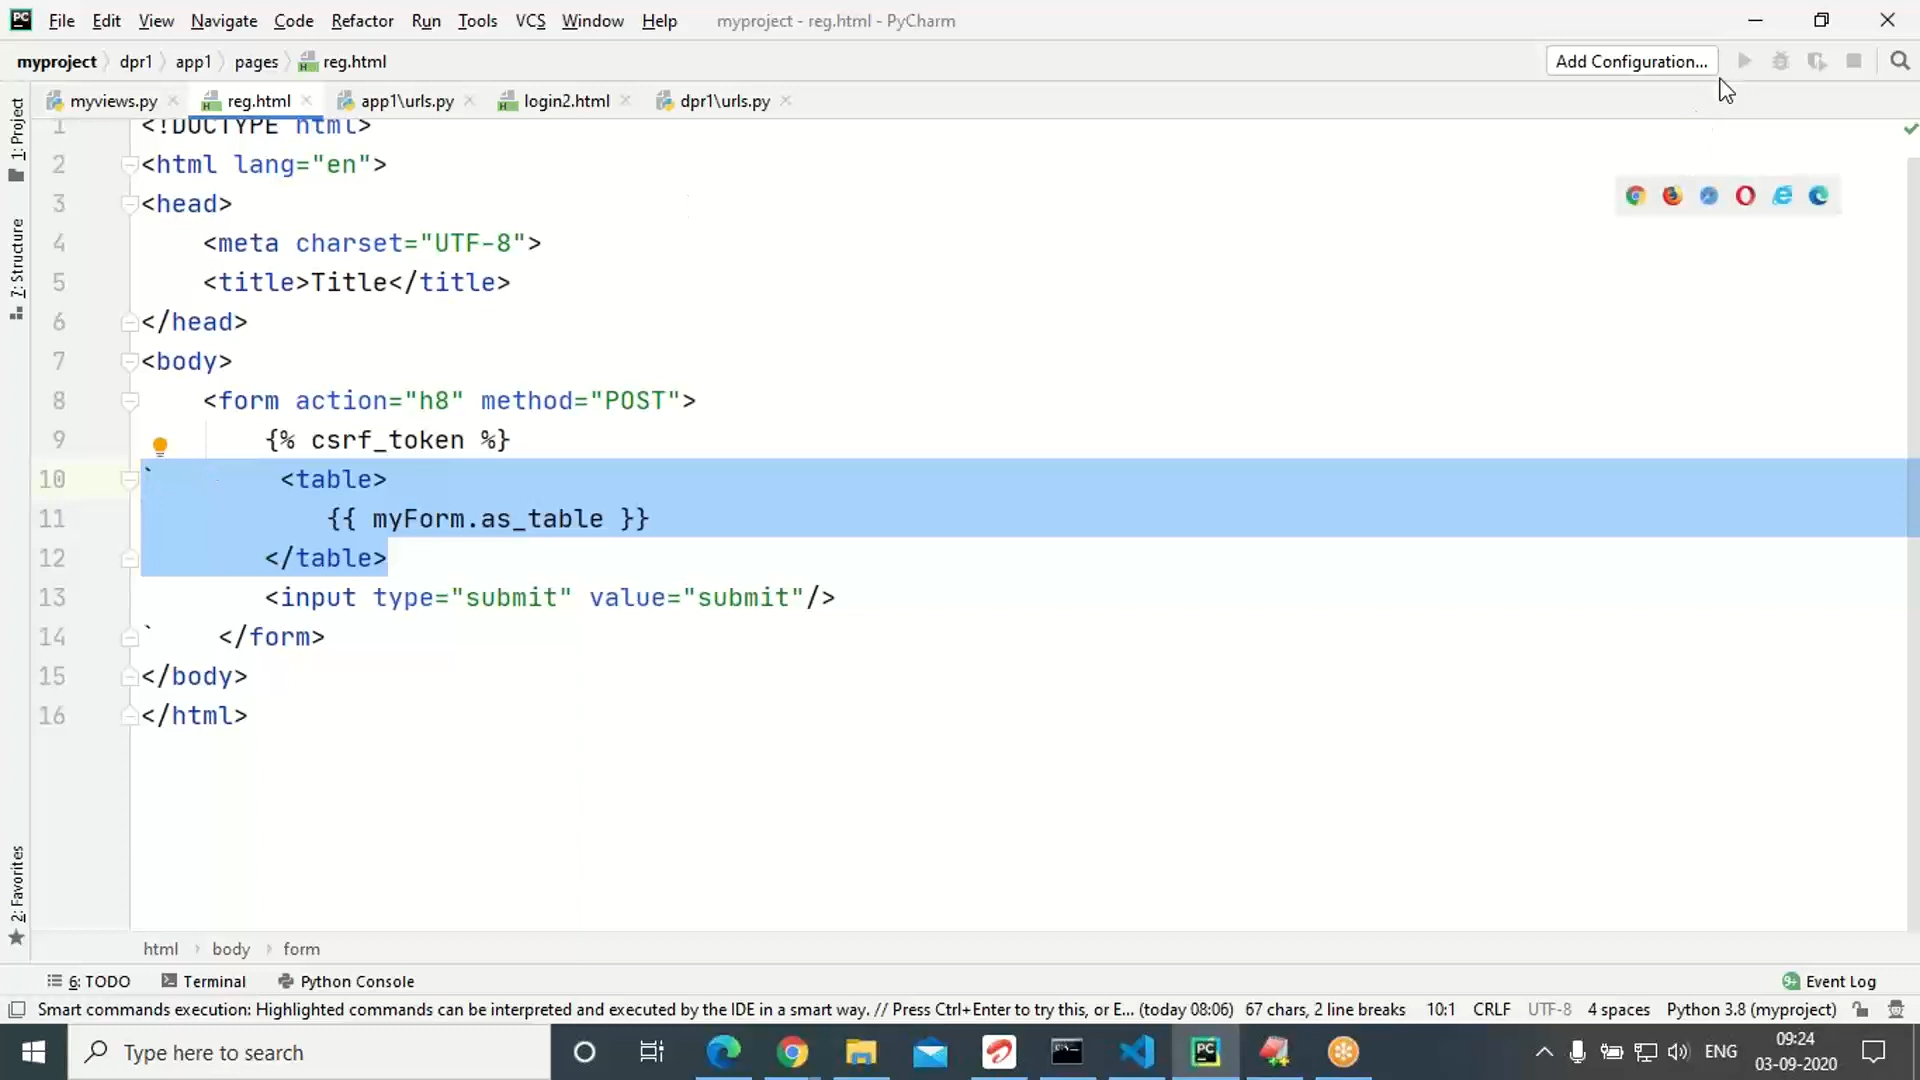 PC File Edit View Navigate Code Refactor Run Tools VCS Window Help myproject - reg.html - PyCharm
myproject dpr1 app1 pages reg.html Add Configuration...
myviews.py reg.html app1\urls.py login2.html dpr1\urls.py
1: Project
7: Structure
2: Favorites
1 <!DOCTYPE html>
2 <html lang="en">
3 <head>
4 <meta charset="UTF-8">
5 <title>Title</title>
6 </head>
7 <body>
8 <form action="h8" method="POST">
9 {% csrf_token %}
10 ` <table>
11 {{ myForm.as_table }}
12 </table>
13 <input type="submit" value="submit"/>
14 ` </form>
15 </body>
16 </html>
html body form
6: TODO Terminal Python Console 9+ Event Log
Smart commands execution: Highlighted commands can be interpreted and executed by the IDE in a smart way. // Press Ctrl+Enter to try this, or E... (today 08:06) 67 chars, 2 line breaks 10:1 CRLF UTF-8 4 spaces Python 3.8 (myproject)
Type here to search PC ENG 09:24
03-09-2020